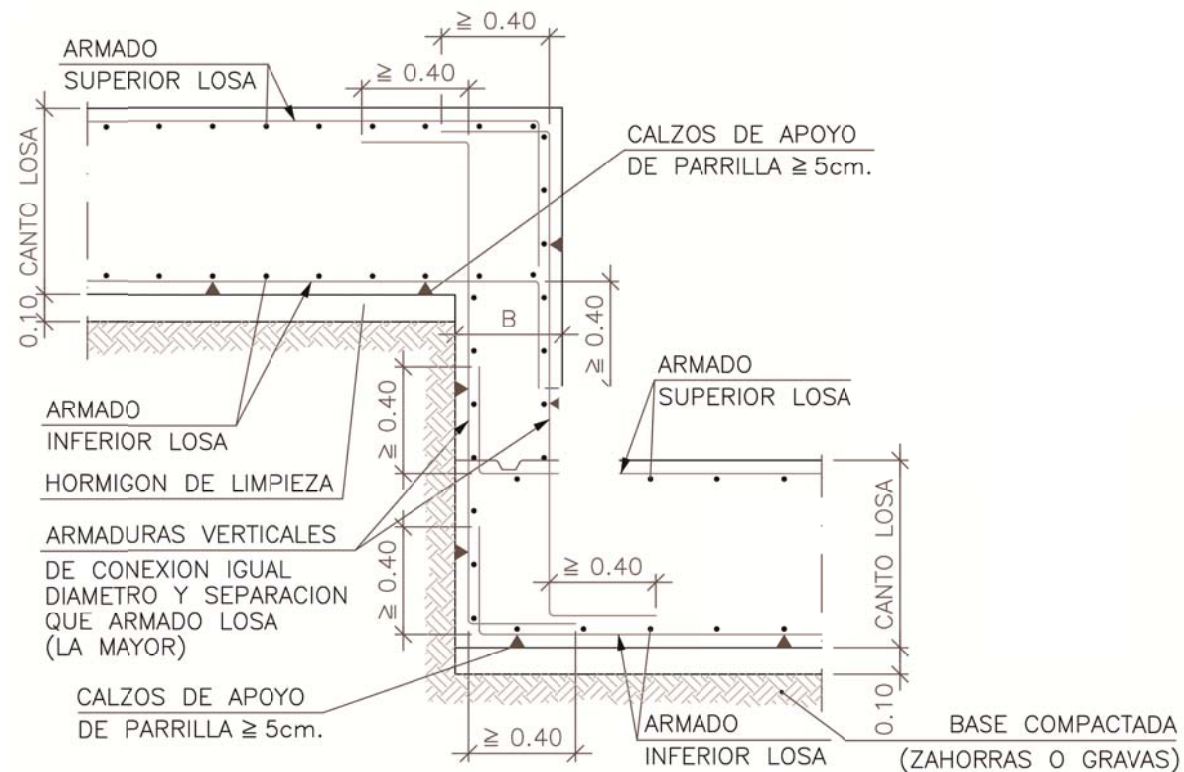 ≧ 0.40
ARMADO
SUPERIOR LOSA
≧ 0.40
CALZOS DE APOYO
DE PARRILLA ≧ 5cm.
CANTO LOSA
0.10
B
≧ 0.40
ARMADO
SUPERIOR LOSA
≧ 0.40
ARMADO
INFERIOR LOSA
HORMIGON DE LIMPIEZA
ARMADURAS VERTICALES
DE CONEXION IGUAL
DIAMETRO Y SEPARACION
QUE ARMADO LOSA
(LA MAYOR)
≧ 0.40
≧ 0.40
CANTO LOSA
0.10
CALZOS DE APOYO
DE PARRILLA ≧ 5cm.
≧ 0.40
ARMADO
INFERIOR LOSA
BASE COMPACTADA
(ZAHORRAS O GRAVAS)